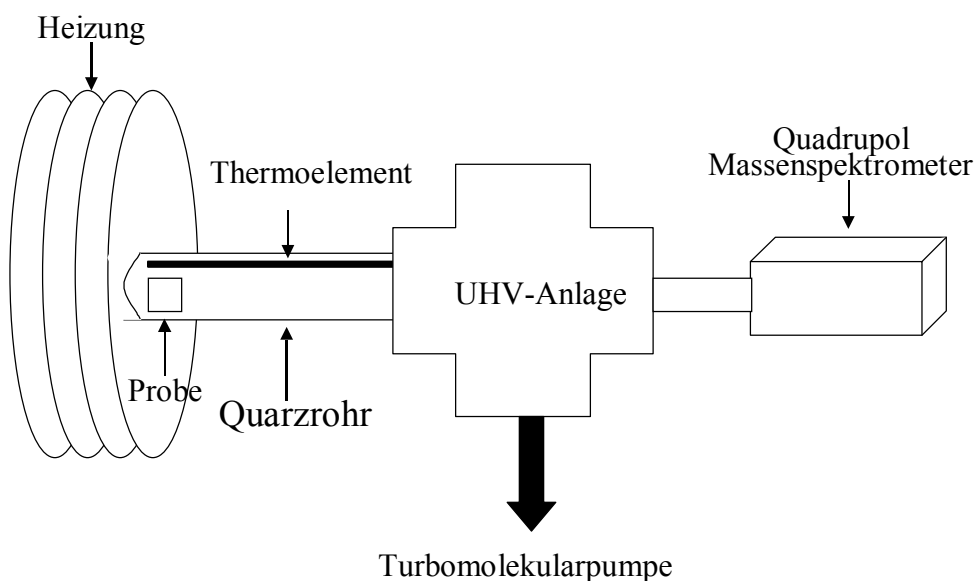 Heizung
Quadrupol
Massenspektrometer
Thermoelement
UHV-Anlage
Probe
Quarzrohr
Turbomolekularpumpe